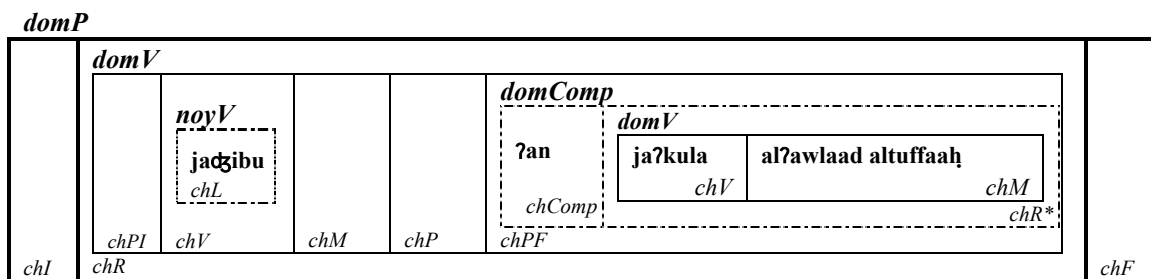 domP
domV
domComp
noyV
domV
jaʤibu
ʔan
jaʔkula
alʔawlaad altuffaaḥ
chL
chV
chM
chComp
chR*
chPI
chV
chM
chP
chPF
chI
chR
chF